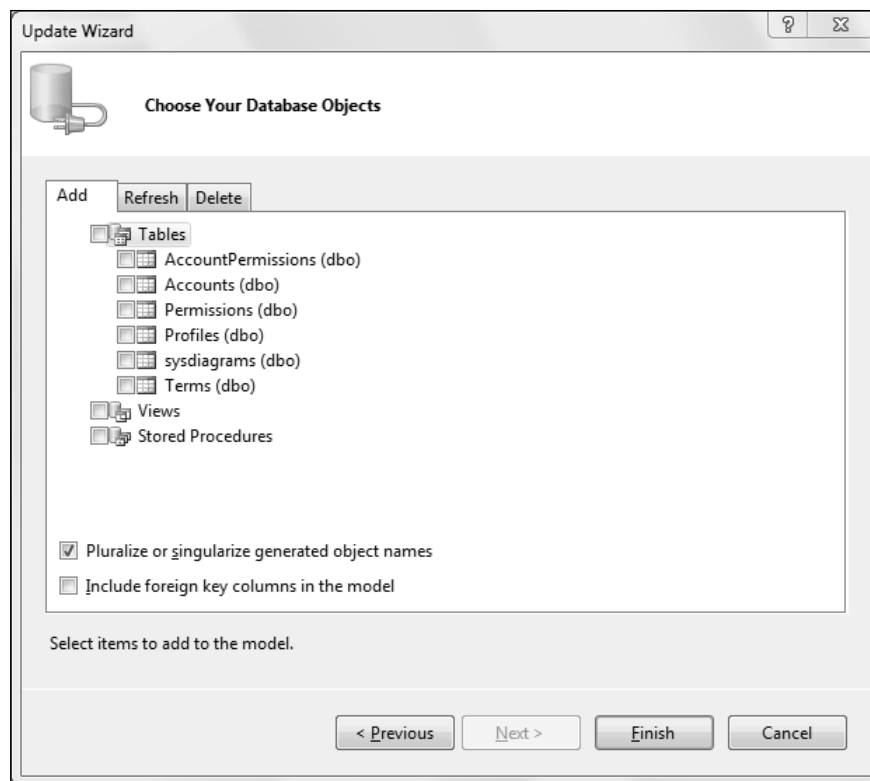 Update Wizard
?
Choose Your Database Objects
Add
Refresh
Delete
Tables
AccountPermissions (dbo)
Accounts (dbo)
Permissions (dbo)
Profiles (dbo)
sysdiagrams (dbo)
Terms (dbo)
Views
Stored Procedures
Pluralize or singularize generated object names
Include foreign key columns in the model
Select items to add to the model.
< Previous
Next >
Finish
Cancel